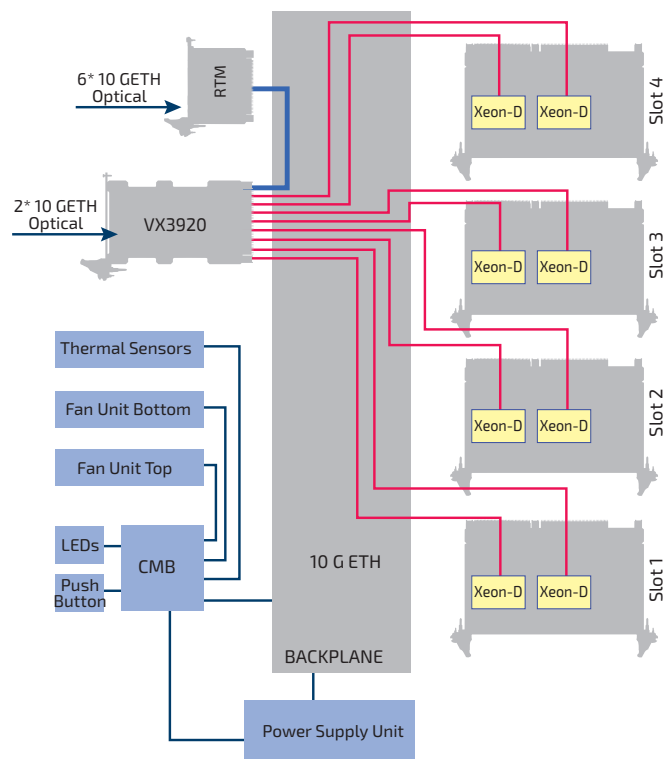 6* 10 GETH
Optical
RTM
2* 10 GETH
Optical
VX3920
Xeon-D
Xeon-D
Slot 4
Xeon-D
Xeon-D
Slot 3
Xeon-D
Xeon-D
Slot 2
Xeon-D
Xeon-D
Slot 1
Thermal Sensors
Fan Unit Bottom
Fan Unit Top
LEDs
Push
Button
CMB
10 G ETH
BACKPLANE
Power Supply Unit